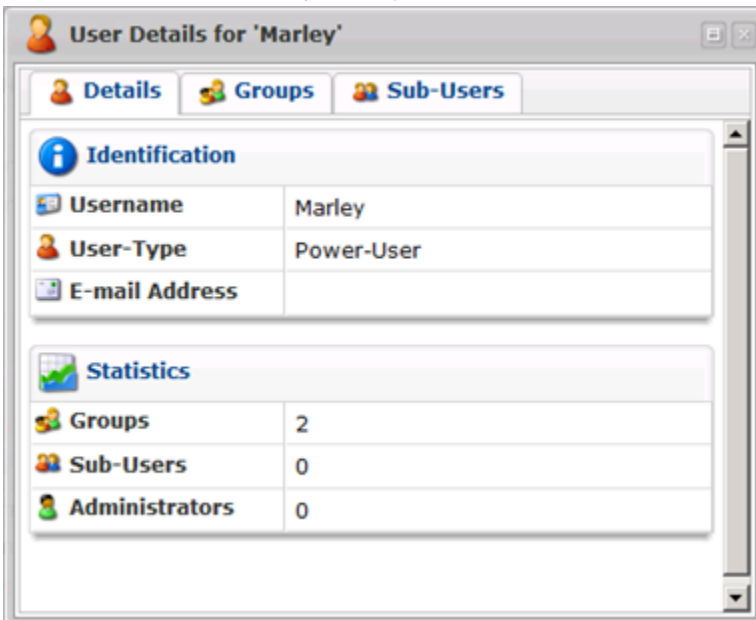 User Details for 'Marley'
Details Groups Sub-Users
Identification
Username Marley
User-Type Power-User
E-mail Address
Statistics
Groups 2
Sub-Users 0
Administrators 0